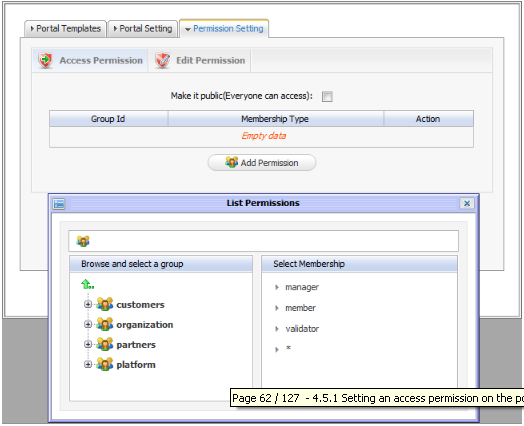 Portal Templates Portal Setting Permission Setting
Access Permission Edit Permission
Make it public(Everyone can access):
Group Id Membership Type Action
Empty data
Add Permission
List Permissions
Browse and select a group
customers
organization
partners
platform
Select Membership
manager
member
validator
*
Page 62 / 127 - 4.5.1 Setting an access permission on the po